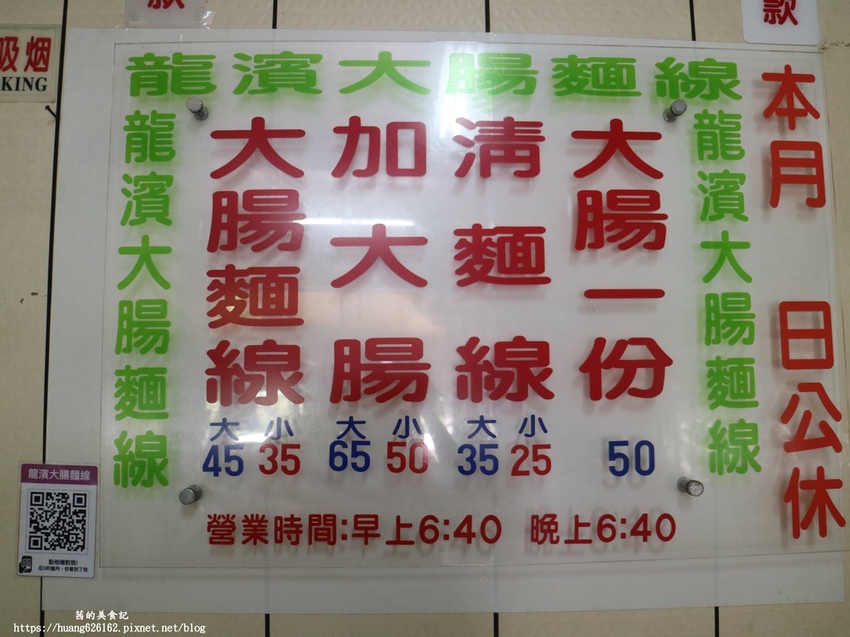 款
款
吸烟
KING
龍濱大腸麵線
龍濱大腸麵線
大腸麵線
大 小
45 35
加大腸
大 小
65 50
清麵線
大 小
35 25
大腸一份
50
龍濱大腸麵線
本月 日公休
營業時間:早上6:40 晚上6:40
龍濱大腸麵線
茜的美食記
https://huang626162.pixnet.net/blog